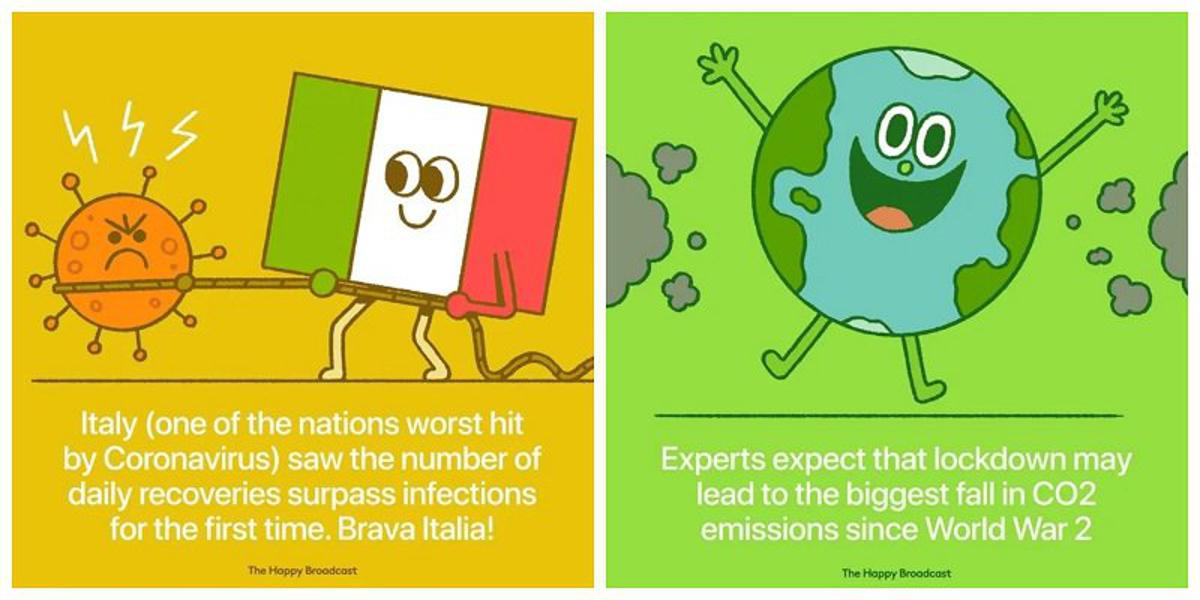 Italy (one of the nations worst hit
by Coronavirus) saw the number of
daily recoveries surpass infections
for the first time. Brava Italia!
The Happy Broadcast
Experts expect that lockdown may
lead to the biggest fall in CO2
emissions since World War 2
The Happy Broadcast